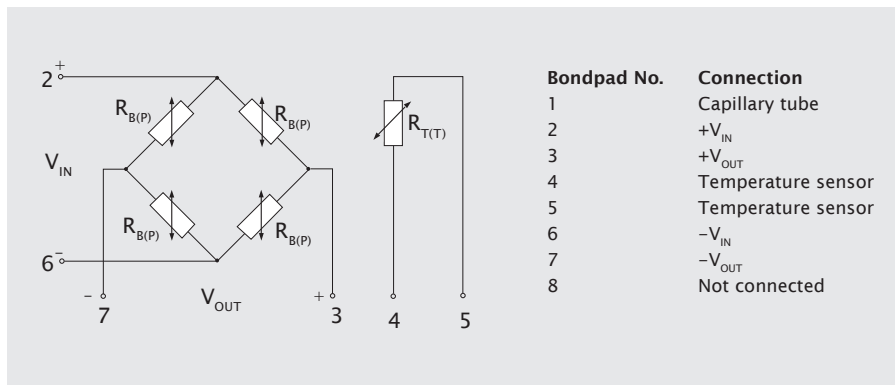 2 +
R_B(P)
R_B(P)
R_T(T)
V_IN
R_B(P)
R_B(P)
6 -
- 7
V_OUT
+ 3
4
5
Bondpad No. Connection
1 Capillary tube
2 +V_IN
3 +V_OUT
4 Temperature sensor
5 Temperature sensor
6 −V_IN
7 −V_OUT
8 Not connected